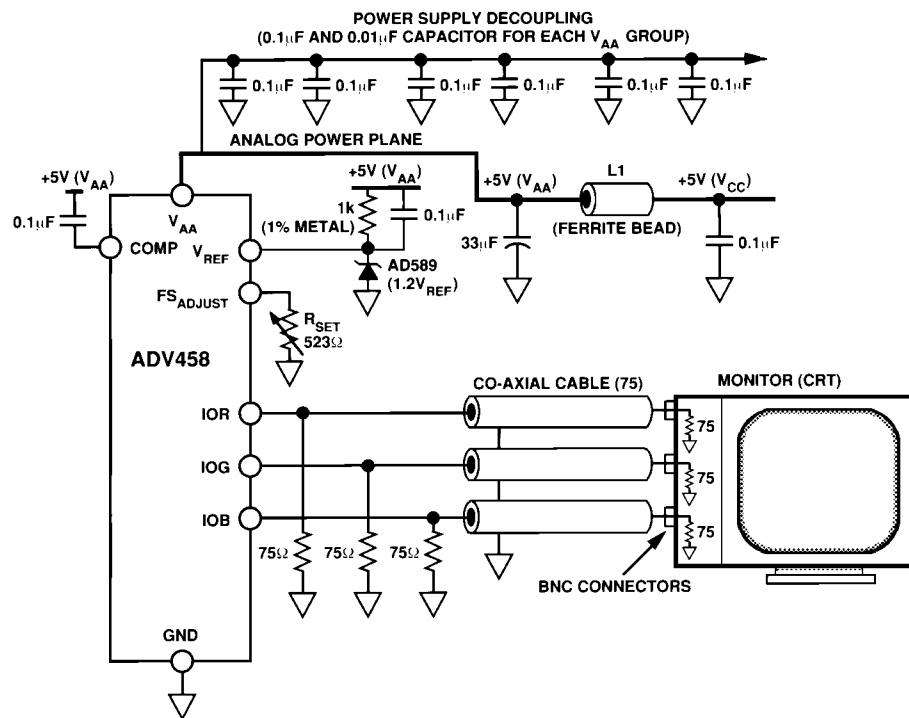 POWER SUPPLY DECOUPLING
(0.1µF AND 0.01µF CAPACITOR FOR EACH VAA GROUP)
0.1µF
0.1µF
0.1µF
0.1µF
0.1µF
0.1µF
ANALOG POWER PLANE
+5V (VAA)
0.1µF
COMP
VAA
VREF
+5V (VAA)
1k
(1% METAL)
0.1µF
AD589
(1.2VREF)
+5V (VAA)
33µF
L1
(FERRITE BEAD)
+5V (VCC)
0.1µF
FSADJUST
RSET
523Ω
ADV458
CO-AXIAL CABLE (75)
MONITOR (CRT)
IOR
75
IOG
75
IOB
75
75Ω
75Ω
75Ω
BNC CONNECTORS
GND